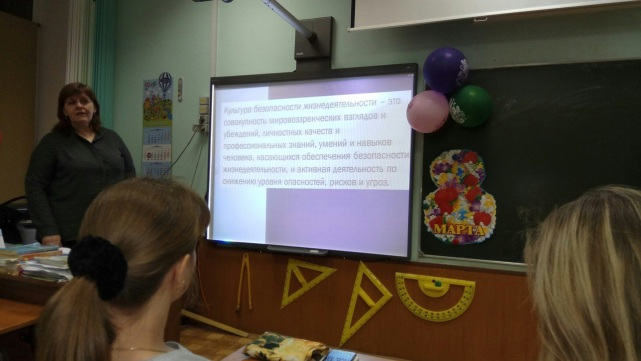 Культура безопасности жизнедеятельности – это
совокупность мировоззренческих взглядов и
убеждений, личностных качеств и
профессиональных знаний, умений и навыков
человека, касающихся обеспечения безопасности
жизнедеятельности, и активная деятельность по
снижению уровня опасностей, рисков и угроз.
8
МАРТА